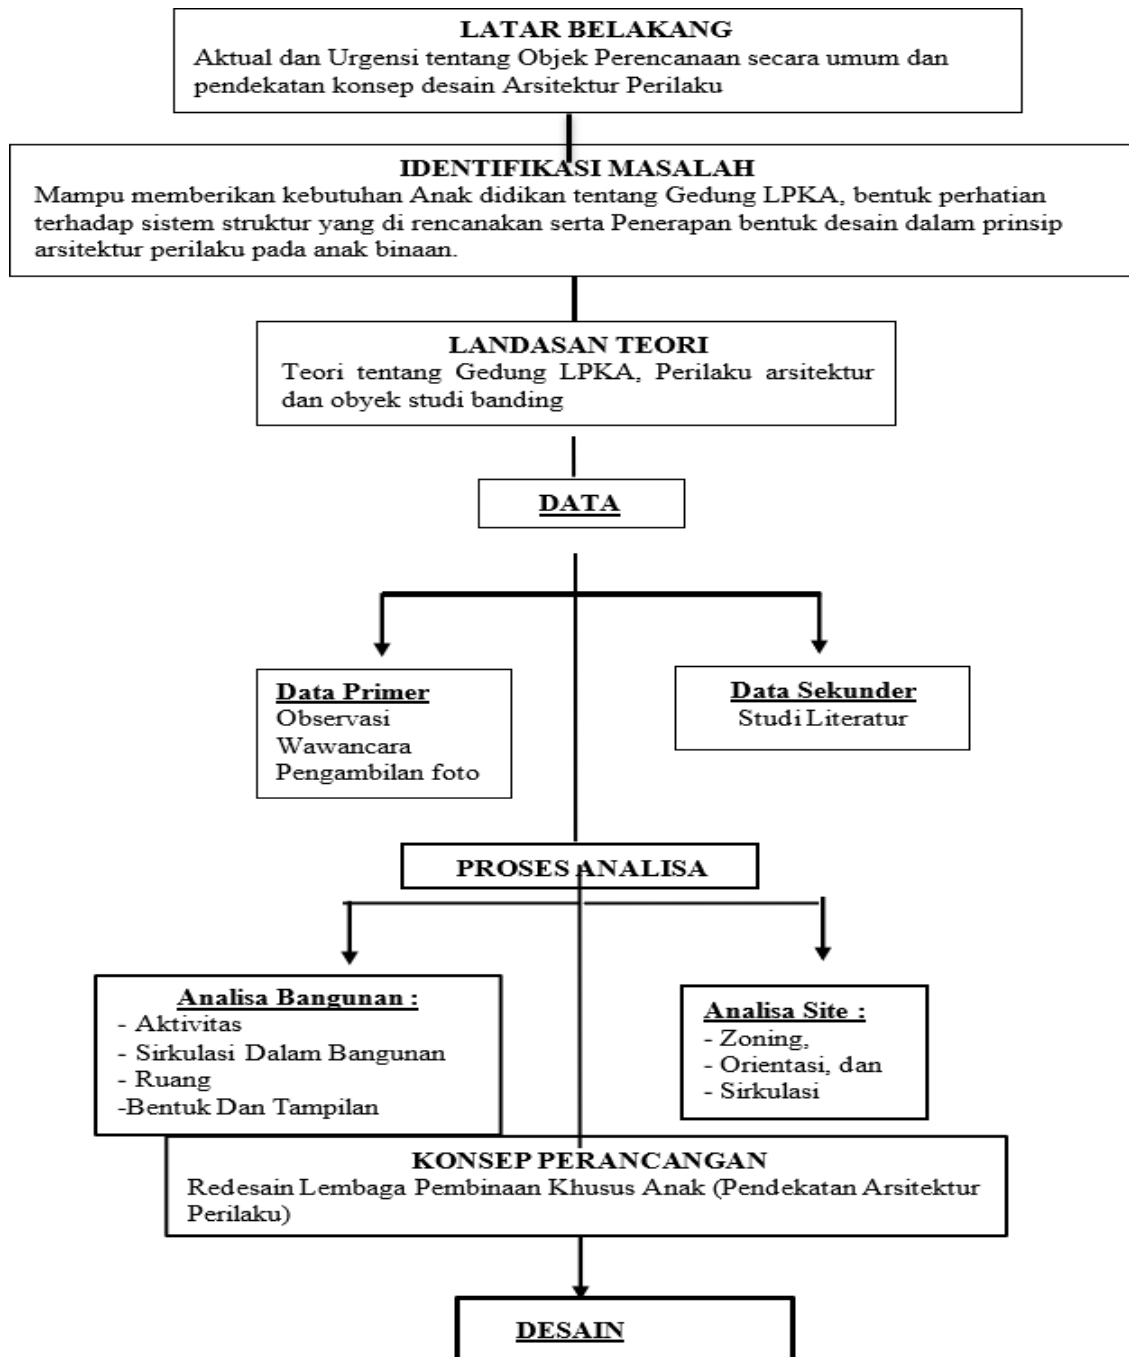 LATAR BELAKANG
Aktual dan Urgensi tentang Objek Perencanaan secara umum dan
pendekatan konsep desain Arsitektur Perilaku
IDENTIFIKASI MASALAH
Mampu memberikan kebutuhan Anak didikan tentang Gedung LPKA, bentuk perhatian
terhadap sistem struktur yang di rencanakan serta Penerapan bentuk desain dalam prinsip
arsitektur perilaku pada anak binaan.
LANDASAN TEORI
Teori tentang Gedung LPKA, Perilaku arsitektur
dan obyek studi banding
DATA
Data Primer
Observasi
Wawancara
Pengambilan foto
Data Sekunder
Studi Literatur
PROSES ANALISA
Analisa Bangunan :
- Aktivitas
- Sirkulasi Dalam Bangunan
- Ruang
-Bentuk Dan Tampilan
Analisa Site :
- Zoning,
- Orientasi, dan
- Sirkulasi
KONSEP PERANCANGAN
Redesain Lembaga Pembinaan Khusus Anak (Pendekatan Arsitektur
Perilaku)
DESAIN